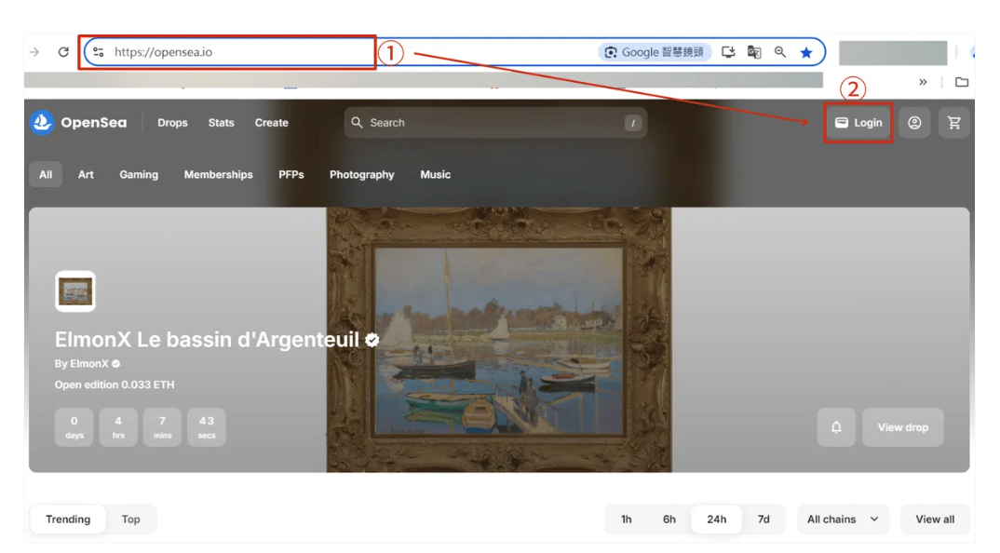 https://opensea.io
①
Google 智慧鏡頭
②
OpenSea
Drops
Stats
Create
Search
/
Login
All
Art
Gaming
Memberships
PFPs
Photography
Music
ElmonX Le bassin d'Argenteuil
By ElmonX
Open edition 0.033 ETH
0
days
4
hrs
7
mins
43
secs
View drop
Trending
Top
1h
6h
24h
7d
All chains
View all